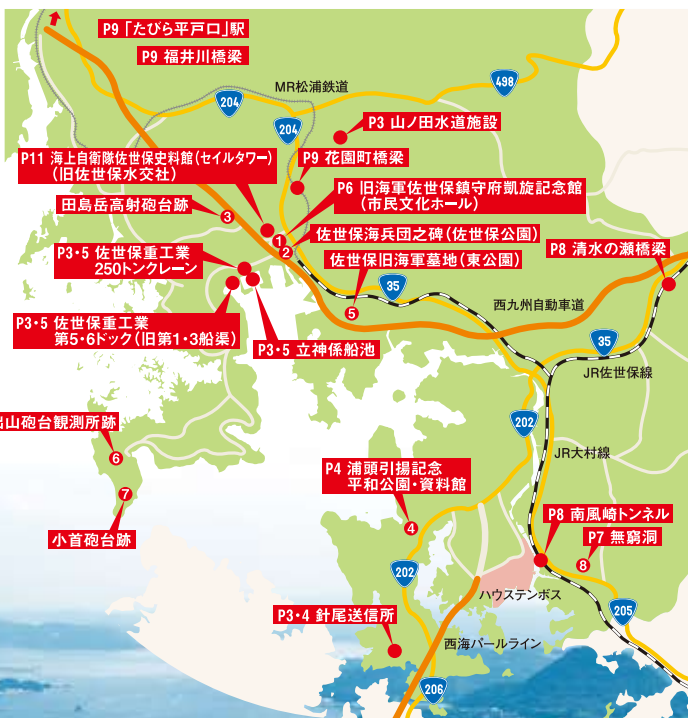 P9 「たびら平戸口」駅
P9 福井川橋梁
MR松浦鉄道
498
204
204
P3 山ノ田水道施設
P11 海上自衛隊佐世保史料館(セイルタワー)
(旧佐世保水交社)
P9 花園町橋梁
P6 旧海軍佐世保鎮守府凱旋記念館
(市民文化ホール)
田島岳高射砲台跡
3
1
2
佐世保海兵団之碑(佐世保公園)
P3・5 佐世保重工業
250トンクレーン
佐世保旧海軍墓地(東公園)
P8 清水の瀬橋梁
35
5
西九州自動車道
P3・5 佐世保重工業
第5・6ドック(旧第1・3船渠)
P3・5 立神係船池
35
JR佐世保線
出山砲台観測所跡
202
6
JR大村線
7
P4 浦頭引揚記念
平和公園・資料館
小首砲台跡
4
P8 南風崎トンネル
P7 無窮洞
8
202
ハウステンボス
205
P3・4 針尾送信所
西海パールライン
206